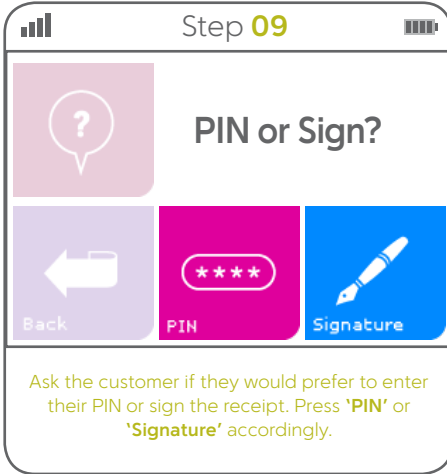 Step 09
?
PIN or Sign?
Back
****
PIN
Signature
Ask the customer if they would prefer to enter
their PIN or sign the receipt. Press ‘PIN’ or
‘Signature’ accordingly.